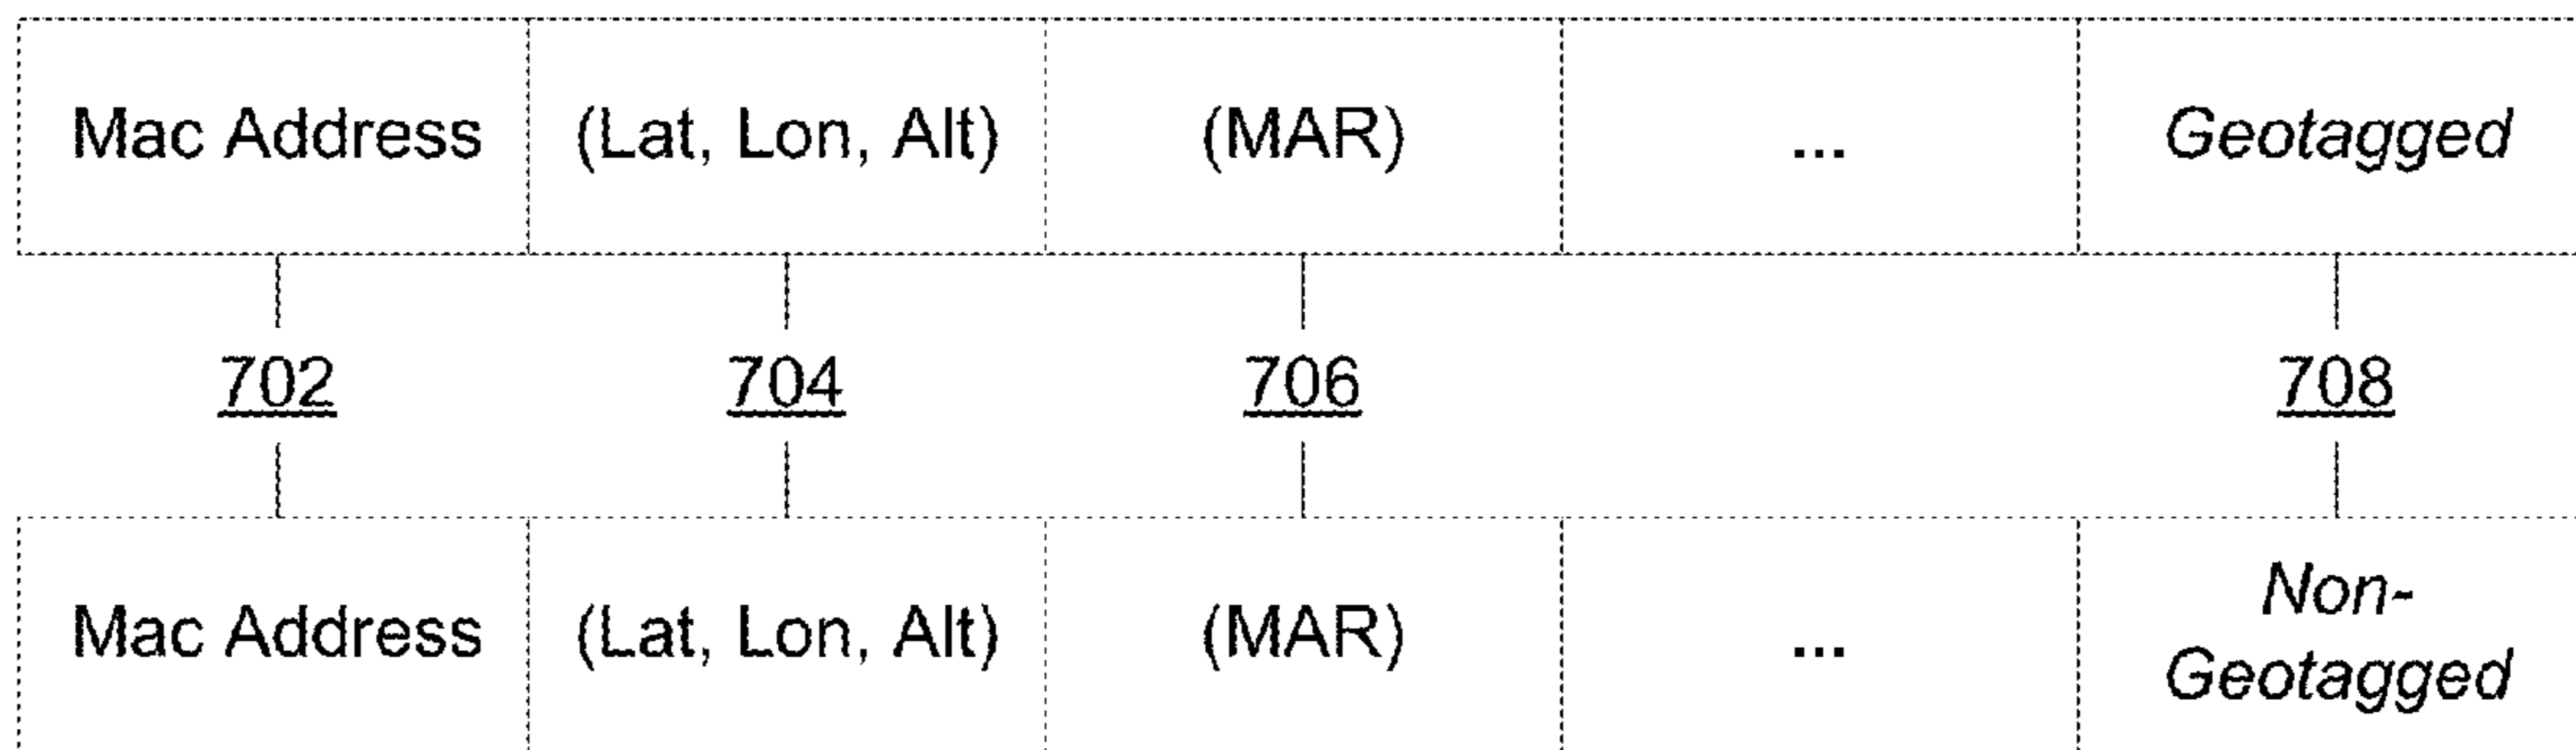 Mac Address (Lat, Lon, Alt) (MAR) ... Geotagged
702 704 706 708
Mac Address (Lat, Lon, Alt) (MAR) ... Non-
Geotagged